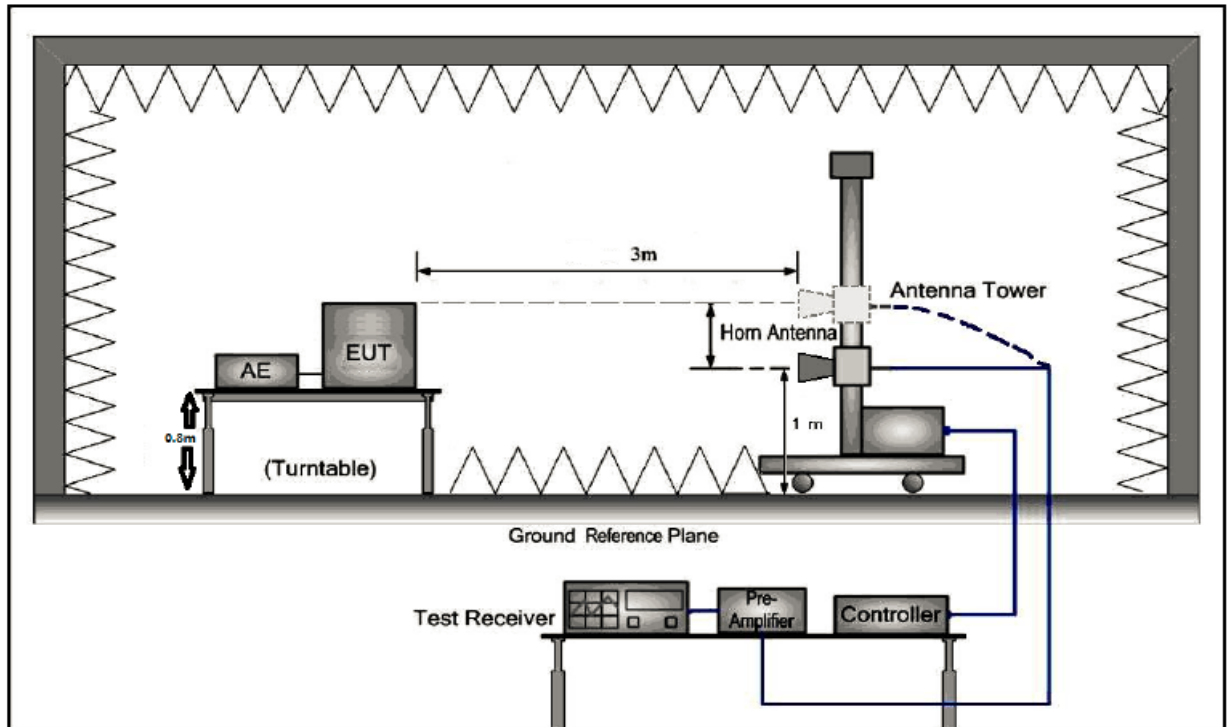 3m
Antenna Tower
Horn Antenna
EUT
AE
1 m
0.8m
(Turntable)
Ground Reference Plane
Test Receiver
Pre-
Amplifier
Controller